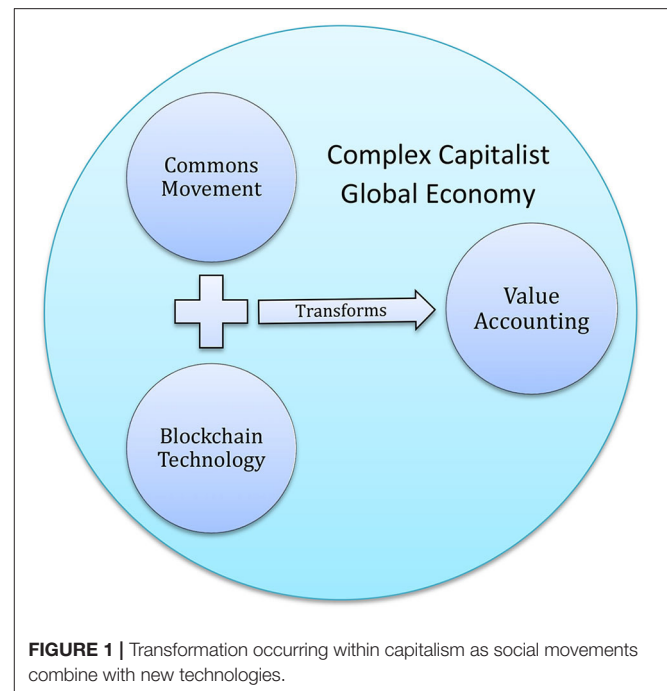 Commons
Movement
Complex Capitalist
Global Economy
Transforms
Value
Accounting
Blockchain
Technology
FIGURE 1 | Transformation occurring within capitalism as social movements
combine with new technologies.